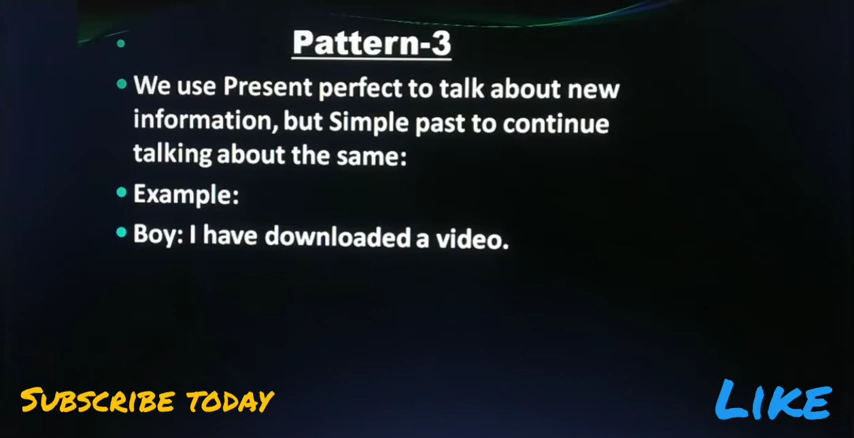 Pattern-3
We use Present perfect to talk about new
information, but Simple past to continue
talking about the same:
Example:
Boy: I have downloaded a video.
SUBSCRIBE TODAY
LIKE